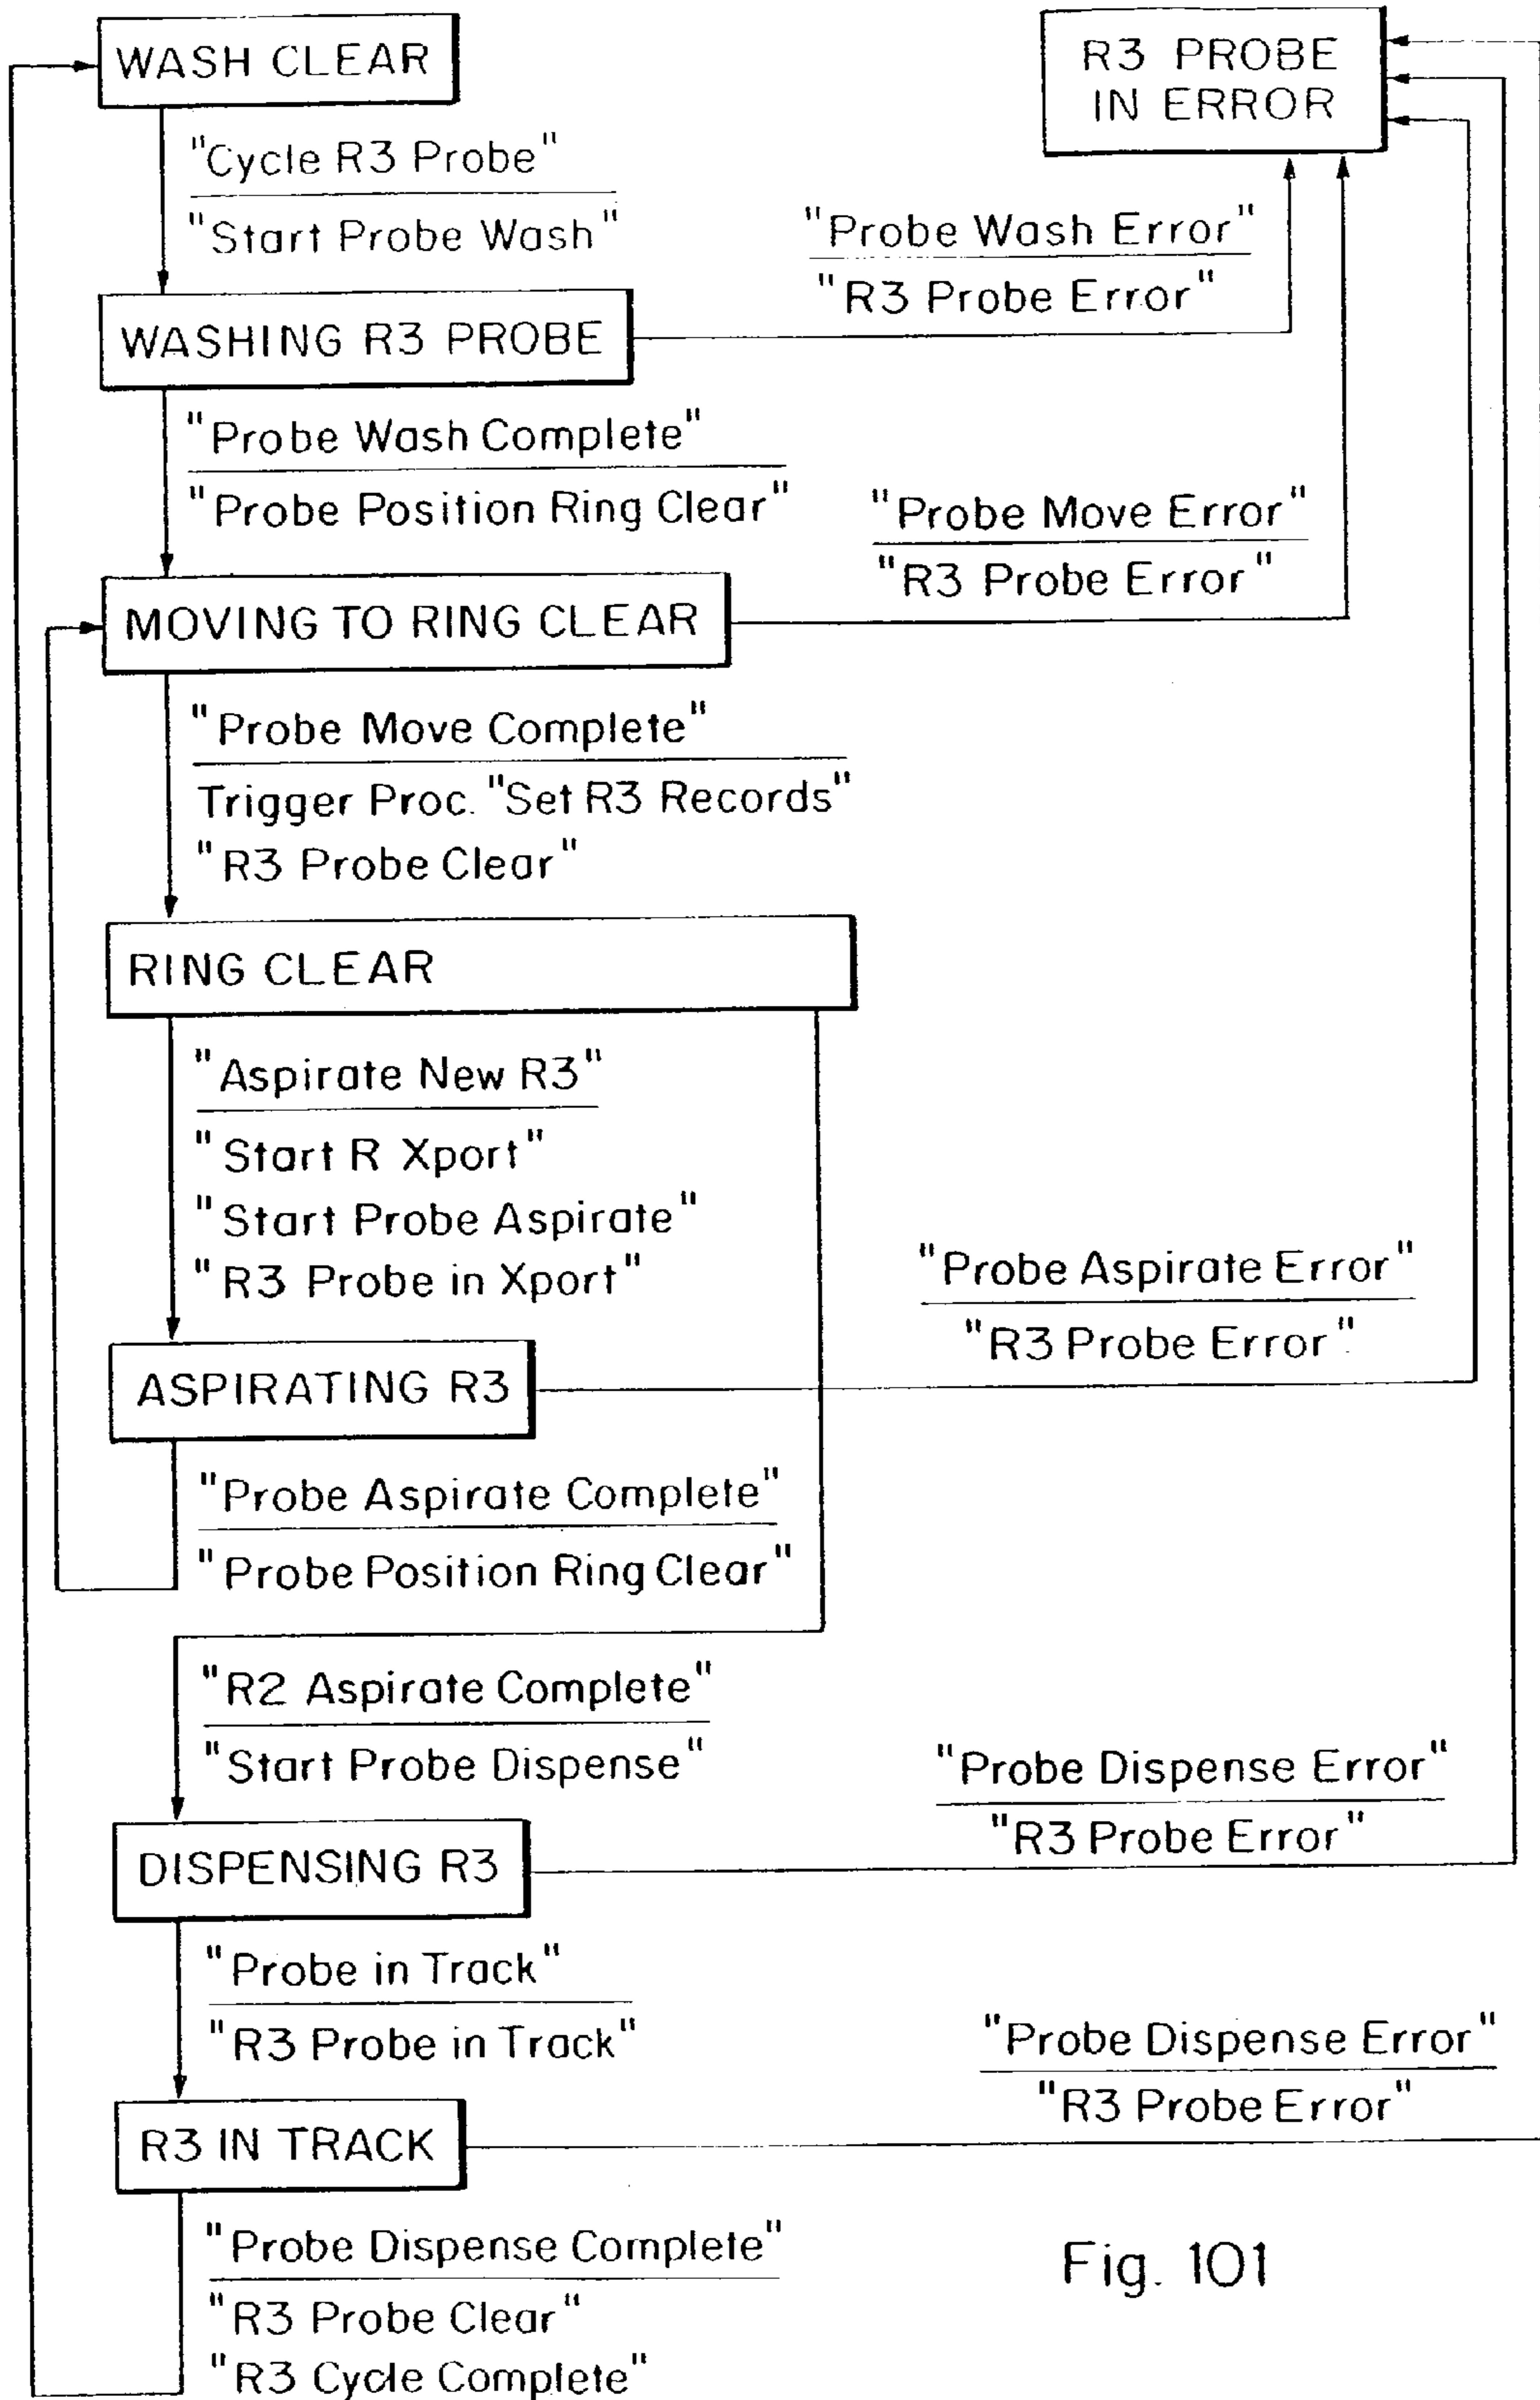 WASH CLEAR
R3 PROBE
IN ERROR
"Cycle R3 Probe"
"Start Probe Wash"
"Probe Wash Error"
"R3 Probe Error"
WASHING R3 PROBE
"Probe Wash Complete"
"Probe Position Ring Clear"
"Probe Move Error"
"R3 Probe Error"
MOVING TO RING CLEAR
"Probe Move Complete"
Trigger Proc. "Set R3 Records"
"R3 Probe Clear"
RING CLEAR
"Aspirate New R3"
"Start R Xport"
"Start Probe Aspirate"
"R3 Probe in Xport"
"Probe Aspirate Error"
"R3 Probe Error"
ASPIRATING R3
"Probe Aspirate Complete"
"Probe Position Ring Clear"
"R2 Aspirate Complete"
"Start Probe Dispense"
"Probe Dispense Error"
"R3 Probe Error"
DISPENSING R3
"Probe in Track"
"R3 Probe in Track"
"Probe Dispense Error"
"R3 Probe Error"
R3 IN TRACK
"Probe Dispense Complete"
"R3 Probe Clear"
"R3 Cycle Complete"
Fig. 101